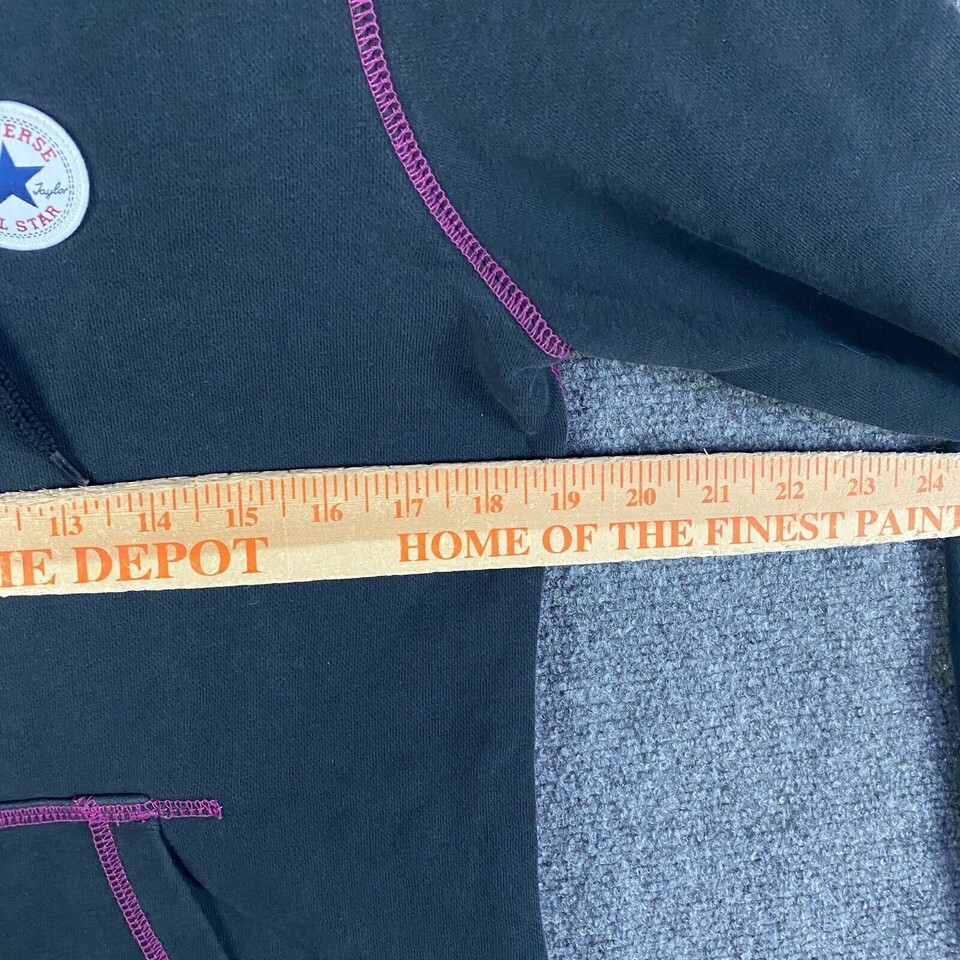 ERSE
Taylor
L STAR
13 14 15 16 17 18 19 20 21 22 23 24
E DEPOT HOME OF THE FINEST PAINT